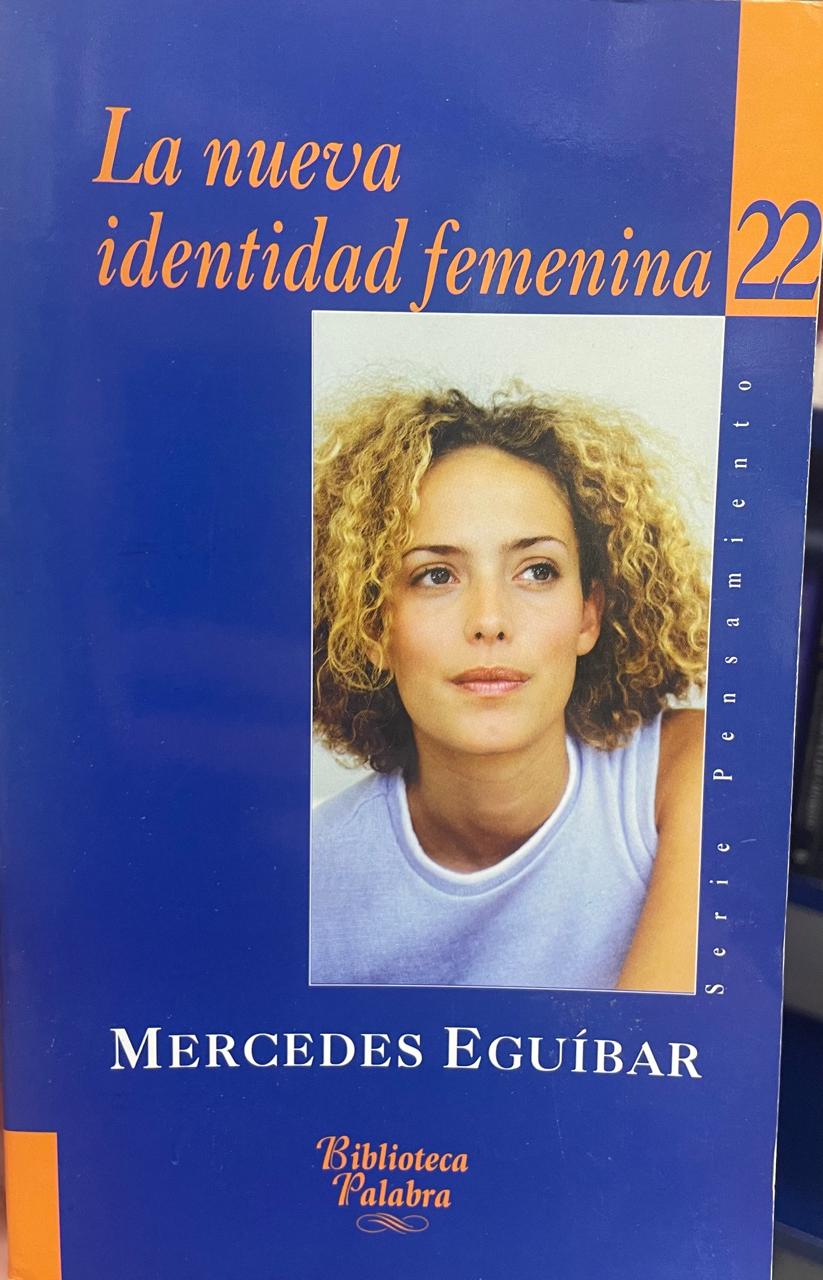 La nueva
identidad femenina
22
Serie Pensamiento
MERCEDES EGUÍBAR
Biblioteca
Palabra